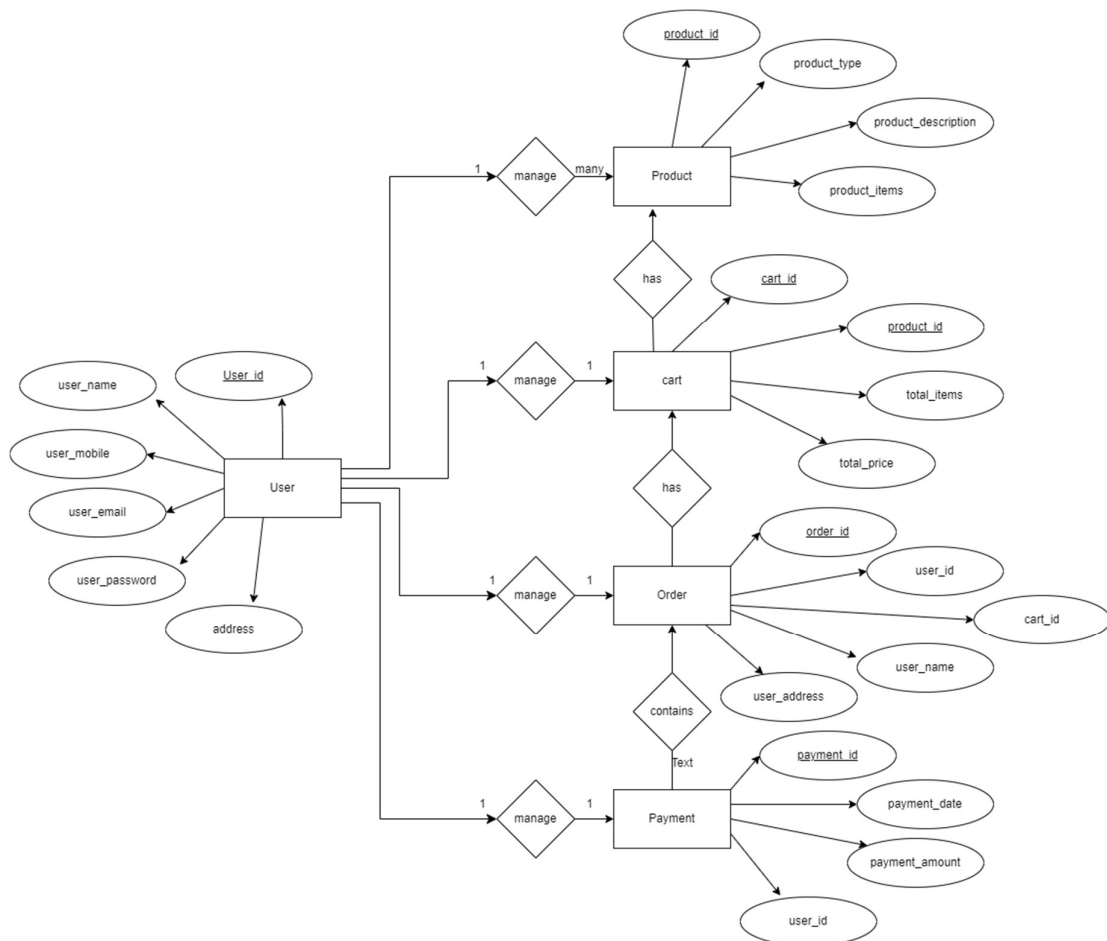 product_id
product_type
product_description
1
manage
many
Product
product_items
has
cart_id
product_id
1
manage
1
cart
total_items
total_price
user_name
User_id
user_mobile
User
user_email
user_password
address
has
order_id
user_id
1
manage
1
Order
cart_id
user_name
user_address
contains
Text
payment_id
1
manage
1
Payment
payment_date
payment_amount
user_id